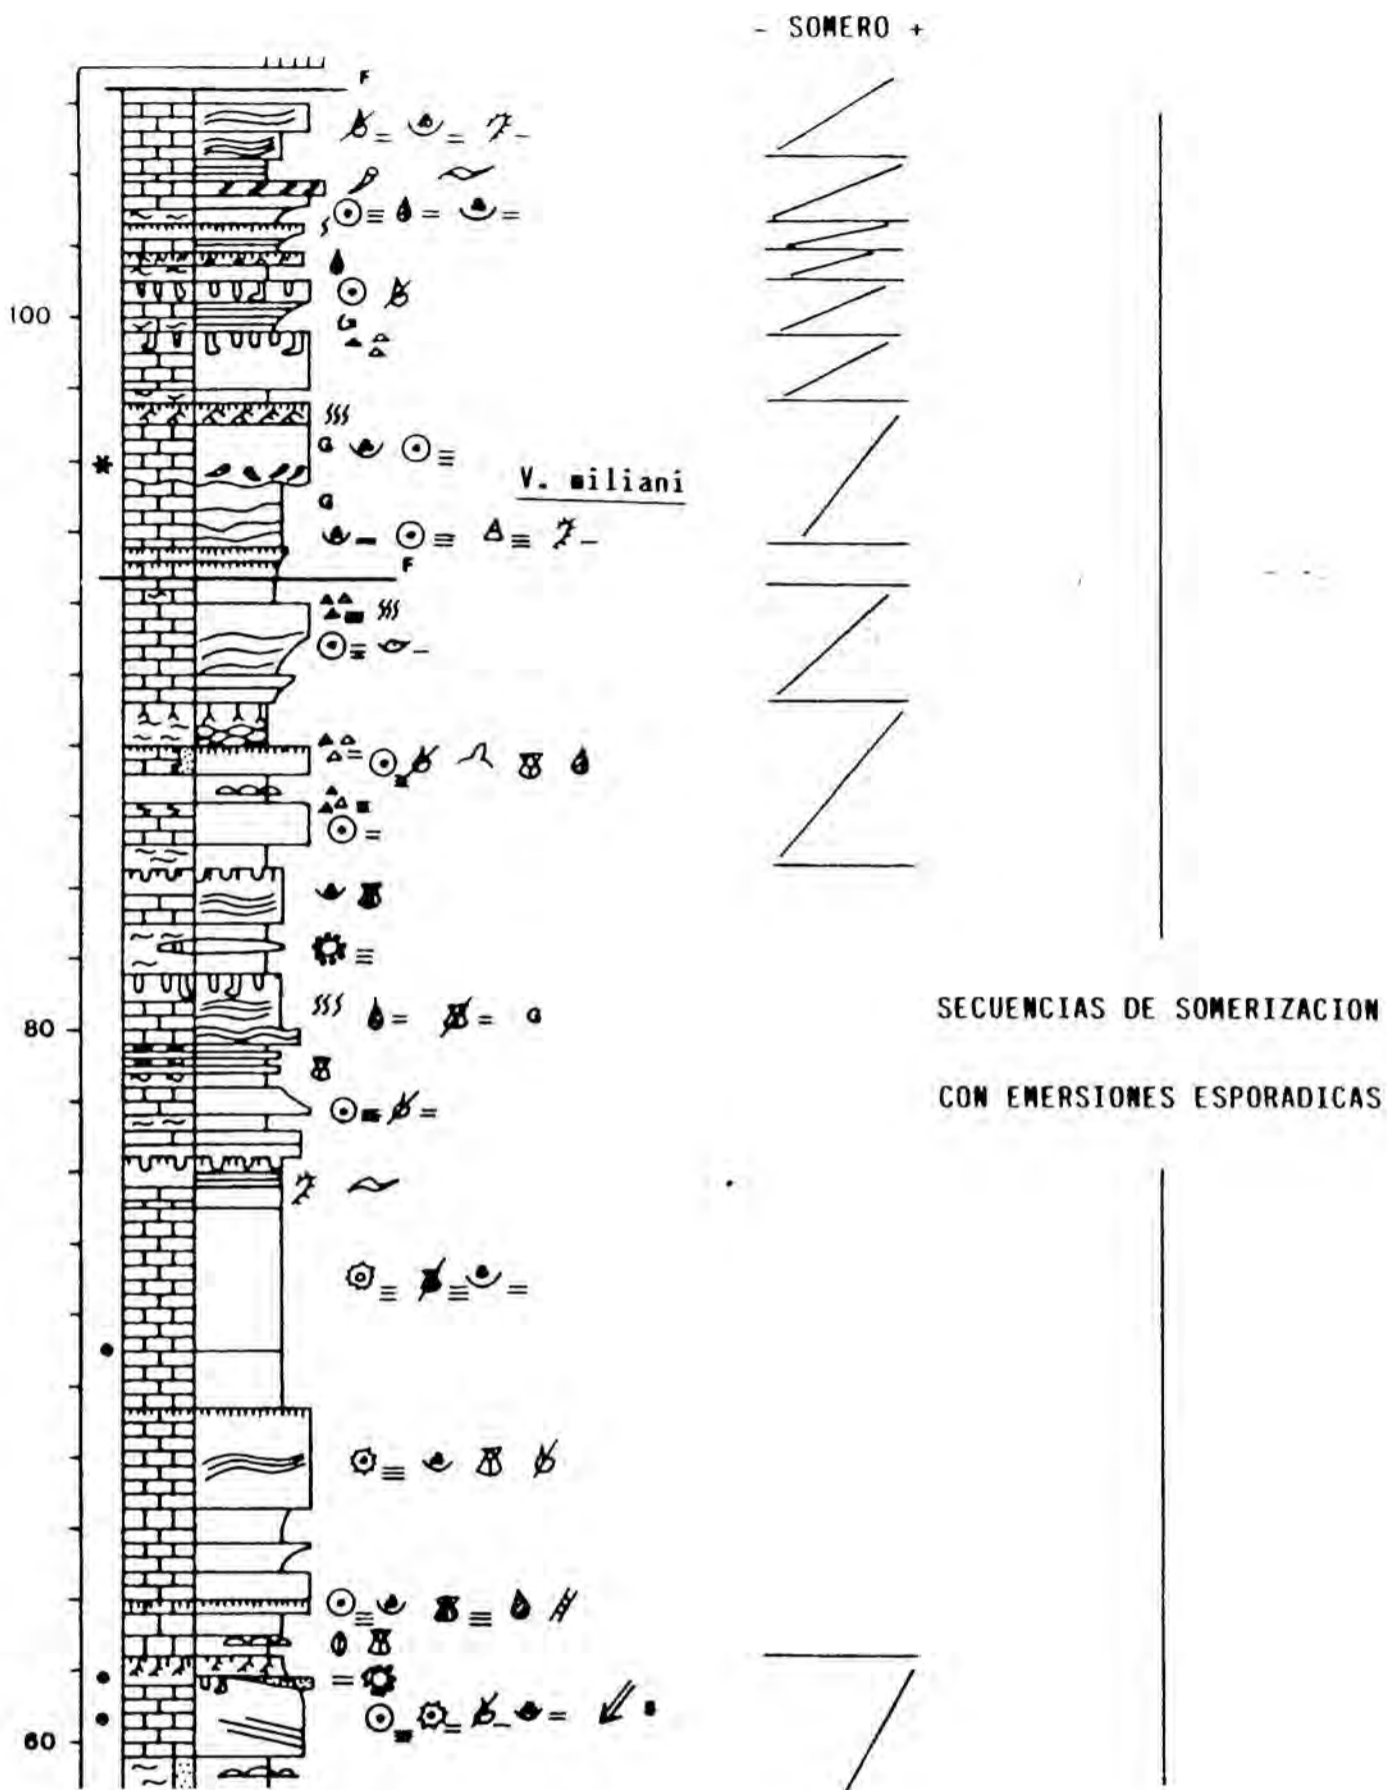 - SOMERO +
F
100
G
G
V. miliani
G
F
80
G
SECUENCIAS DE SOMERIZACION
CON EMERSIONES ESPORADICAS
60